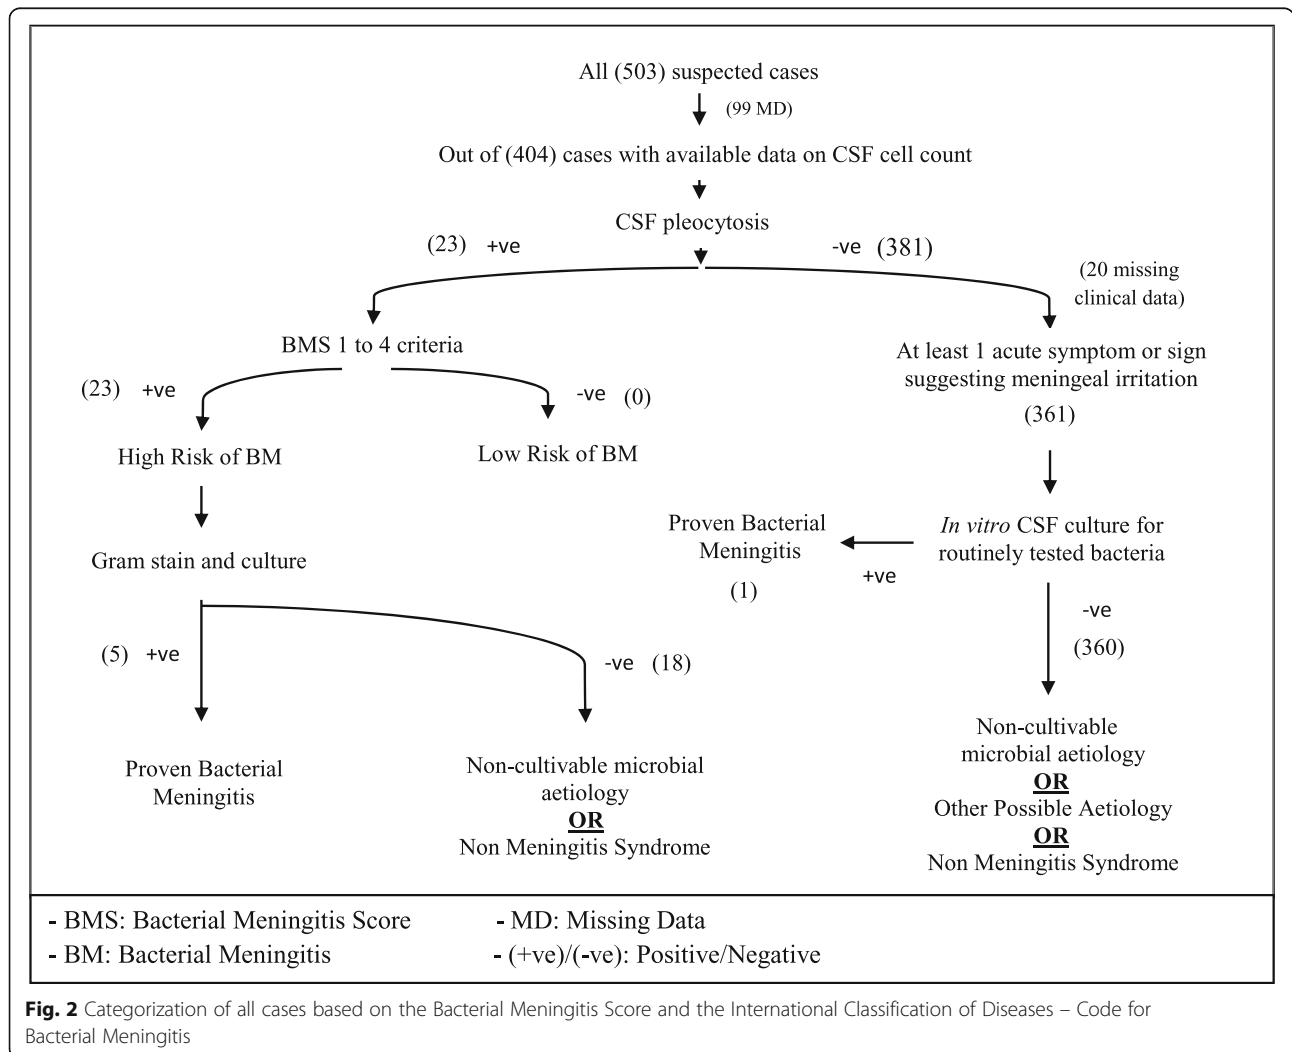 All (503) suspected cases
(99 MD)
Out of (404) cases with available data on CSF cell count
CSF pleocytosis
(23) +ve
-ve (381)
(20 missing
clinical data)
BMS 1 to 4 criteria
At least 1 acute symptom or sign
suggesting meningeal irritation
(361)
(23) +ve
-ve (0)
High Risk of BM
Low Risk of BM
Gram stain and culture
Proven Bacterial
Meningitis
(1)
+ve
In vitro CSF culture for
routinely tested bacteria
-ve
(360)
(5) +ve
-ve (18)
Proven Bacterial
Meningitis
Non-cultivable microbial
aetiology
OR
Non Meningitis Syndrome
Non-cultivable
microbial aetiology
OR
Other Possible Aetiology
OR
Non Meningitis Syndrome
- BMS: Bacterial Meningitis Score
- MD: Missing Data
- BM: Bacterial Meningitis
- (+ve)/(-ve): Positive/Negative
Fig. 2 Categorization of all cases based on the Bacterial Meningitis Score and the International Classification of Diseases – Code for
Bacterial Meningitis